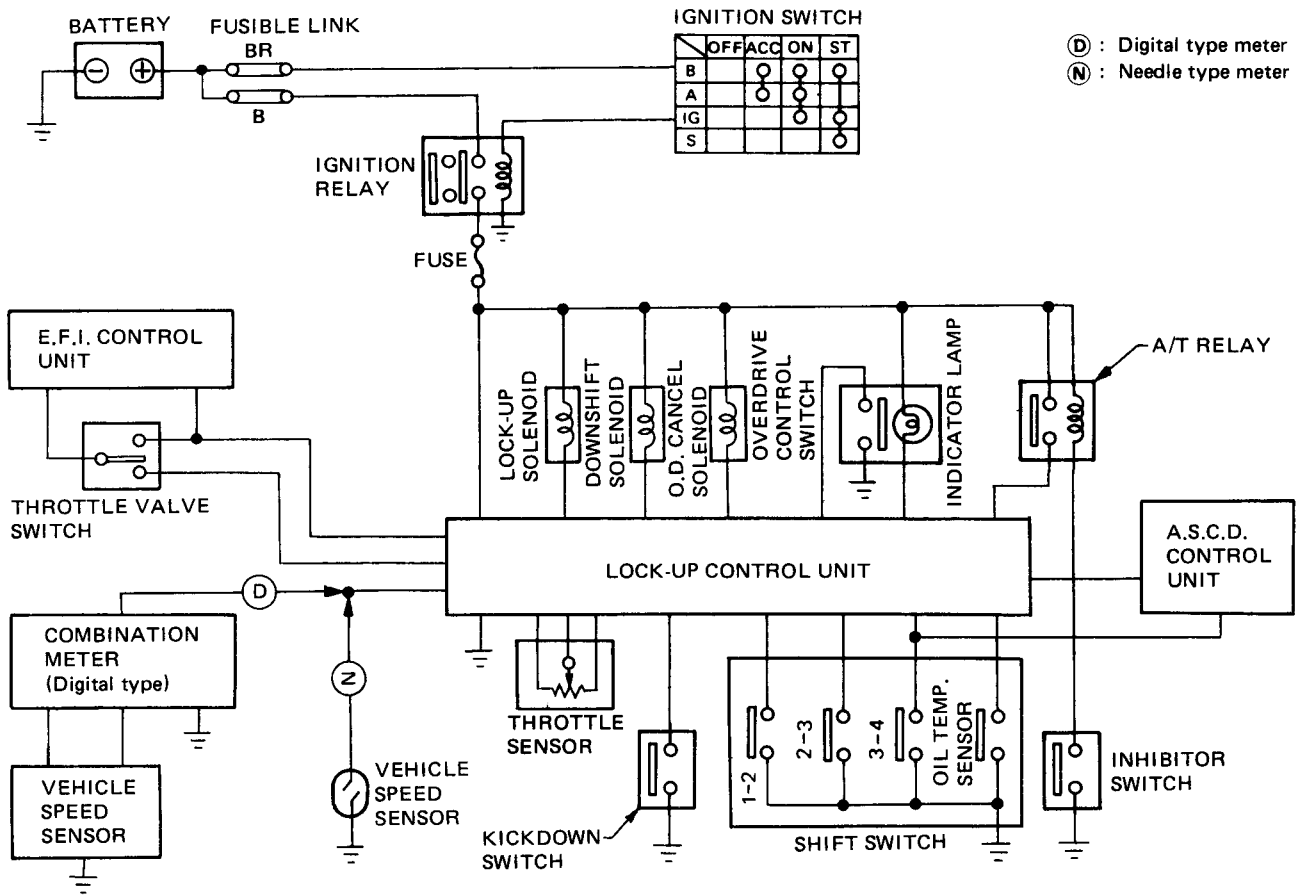 BATTERY
FUSIBLE LINK
BR
B
IGNITION SWITCH
OFF ACC ON ST
B
A
IG
S
D : Digital type meter
N : Needle type meter
IGNITION
RELAY
FUSE
E.F.I. CONTROL
UNIT
THROTTLE VALVE
SWITCH
LOCK-UP
SOLENOID
DOWNSHIFT
SOLENOID
O.D. CANCEL
SOLENOID
OVERDRIVE
CONTROL
SWITCH
INDICATOR LAMP
A/T RELAY
LOCK-UP CONTROL UNIT
A.S.C.D.
CONTROL
UNIT
D
N
COMBINATION
METER
(Digital type)
VEHICLE
SPEED
SENSOR
VEHICLE
SPEED
SENSOR
THROTTLE
SENSOR
KICKDOWN
SWITCH
1-2
2-3
3-4
OIL TEMP.
SENSOR
SHIFT SWITCH
INHIBITOR
SWITCH